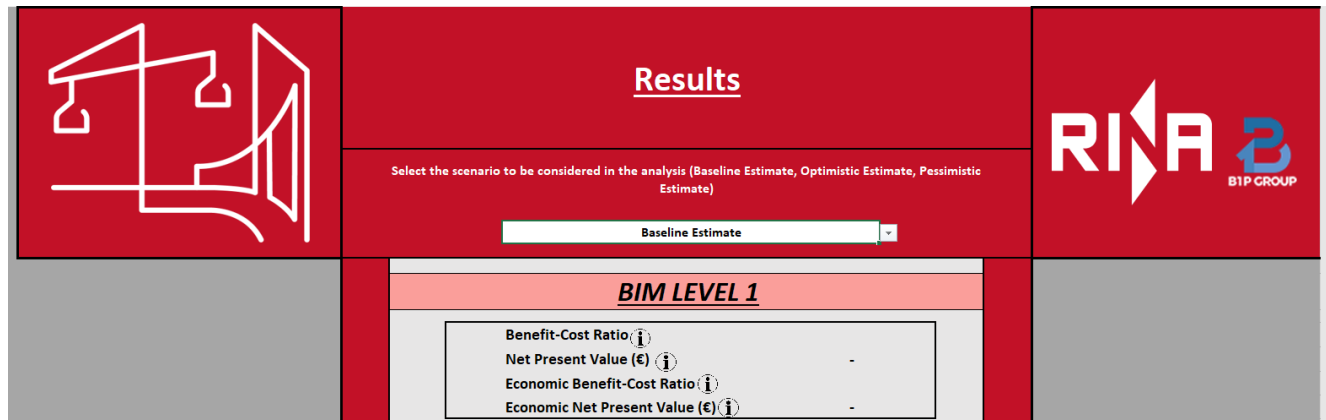 Results
Select the scenario to be considered in the analysis (Baseline Estimate, Optimistic Estimate, Pessimistic
Estimate)
Baseline Estimate
RINA
B1P GROUP
BIM LEVEL 1
Benefit-Cost Ratio i
Net Present Value (€) i -
Economic Benefit-Cost Ratio i
Economic Net Present Value (€) i -